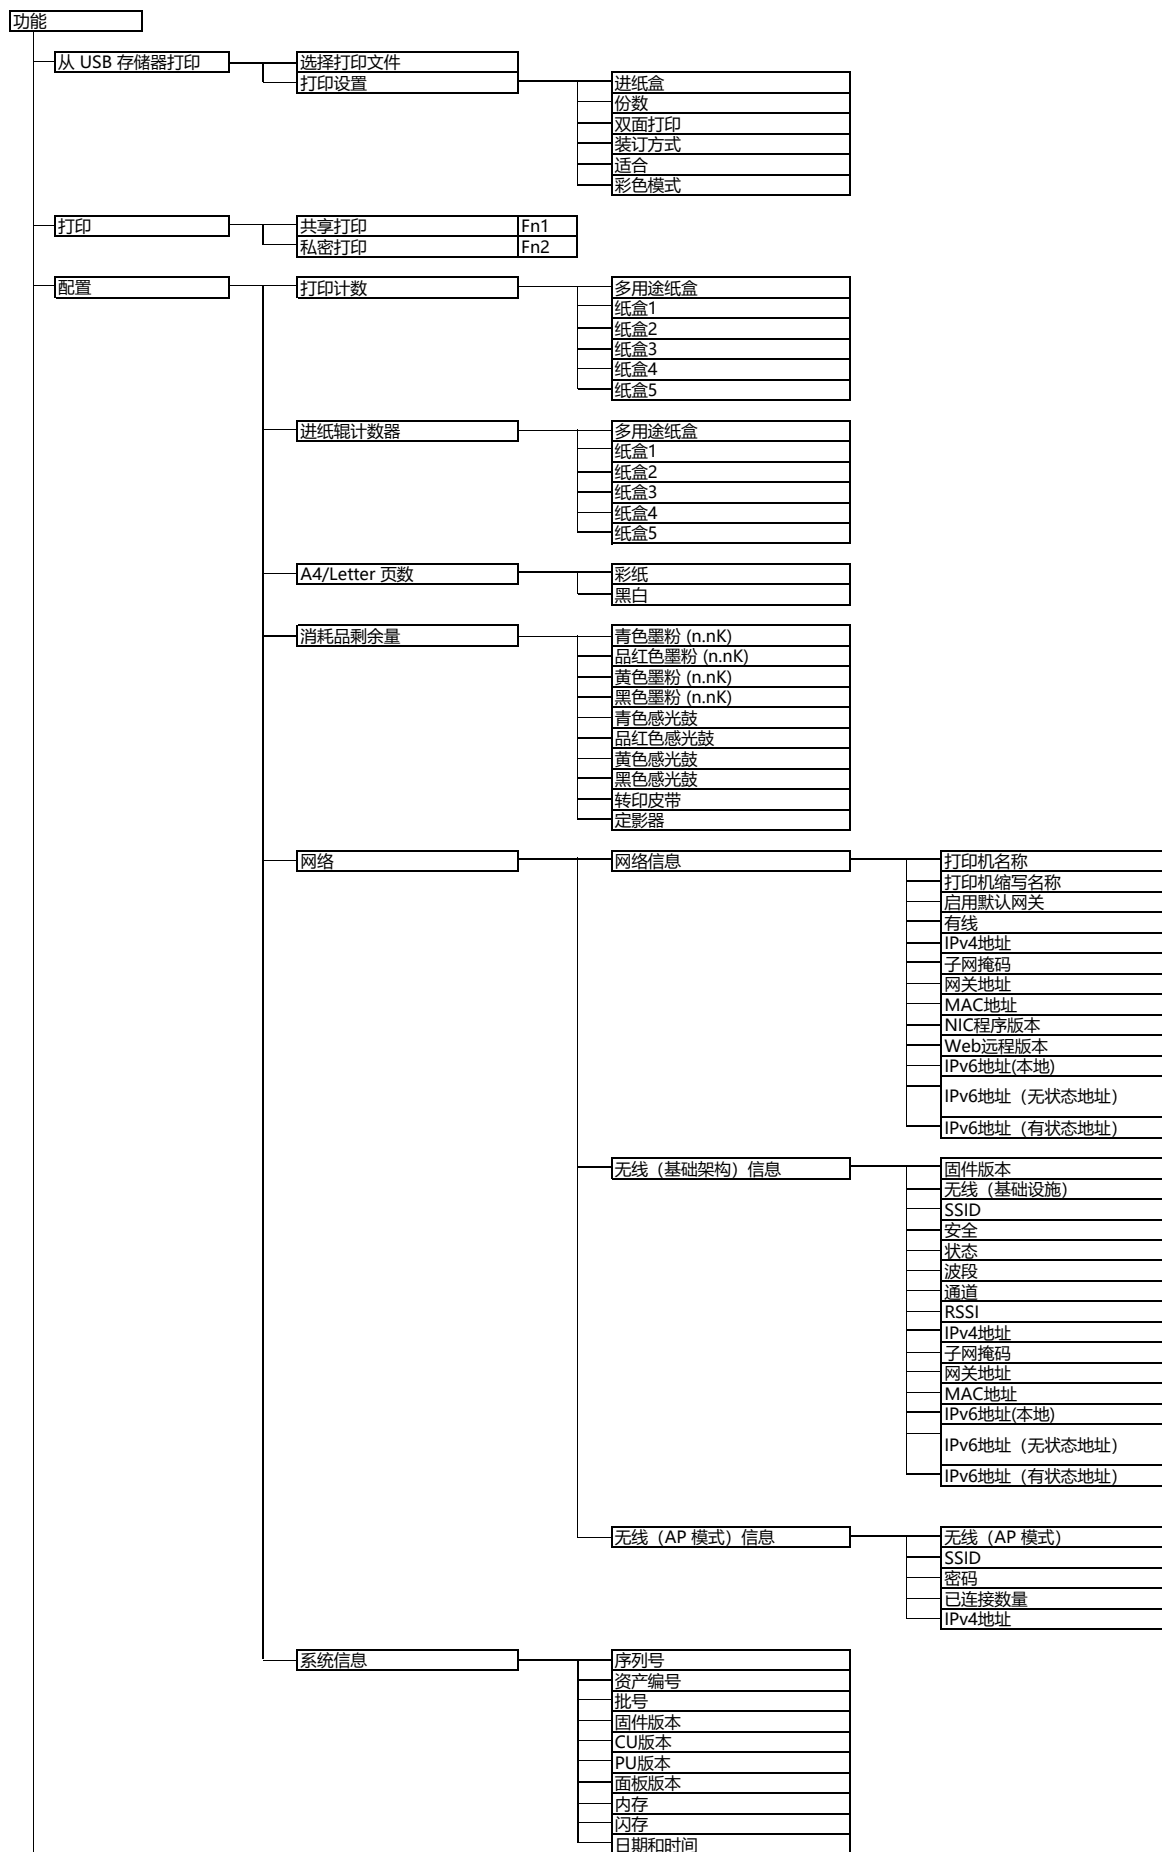 功能
从 USB 存储器打印
选择打印文件
打印设置
进纸盒
份数
双面打印
装订方式
适合
彩色模式
打印
共享打印 Fn1
私密打印 Fn2
配置
打印计数
多用途纸盒
纸盒1
纸盒2
纸盒3
纸盒4
纸盒5
进纸辊计数器
多用途纸盒
纸盒1
纸盒2
纸盒3
纸盒4
纸盒5
A4/Letter 页数
彩纸
黑白
消耗品剩余量
青色墨粉 (n.nK)
品红色墨粉 (n.nK)
黄色墨粉 (n.nK)
黑色墨粉 (n.nK)
青色感光鼓
品红色感光鼓
黄色感光鼓
黑色感光鼓
转印皮带
定影器
网络
网络信息
打印机名称
打印机缩写名称
启用默认网关
有线
IPv4地址
子网掩码
网关地址
MAC地址
NIC程序版本
Web远程版本
IPv6地址(本地)
IPv6地址（无状态地址）
IPv6地址（有状态地址）
无线（基础架构）信息
固件版本
无线（基础设施）
SSID
安全
状态
波段
通道
RSSI
IPv4地址
子网掩码
网关地址
MAC地址
IPv6地址(本地)
IPv6地址（无状态地址）
IPv6地址（有状态地址）
无线（AP 模式）信息
无线（AP 模式）
SSID
密码
已连接数量
IPv4地址
系统信息
序列号
资产编号
批号
固件版本
CU版本
PU版本
面板版本
内存
闪存
日期和时间